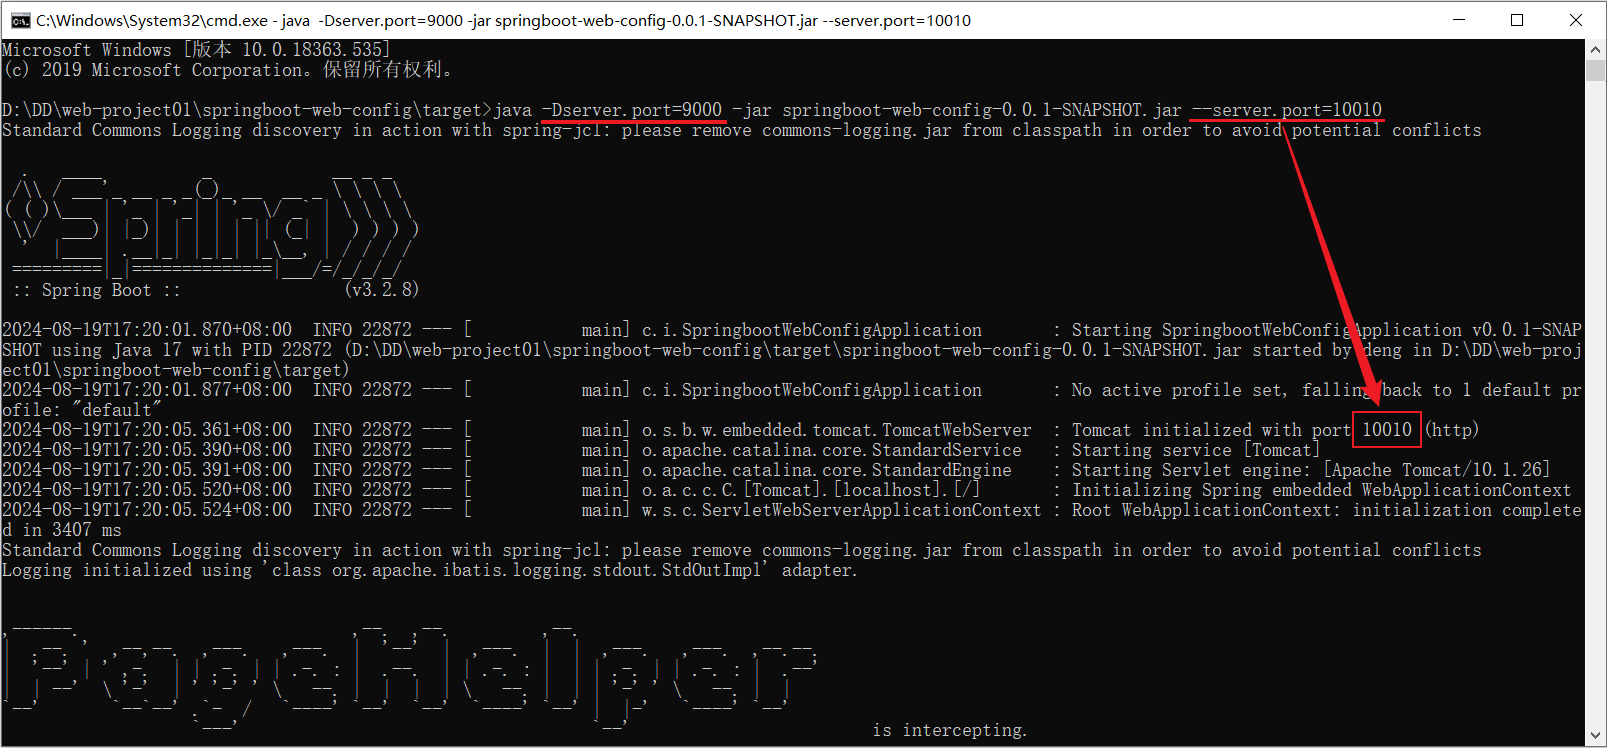 C:\Windows\System32\cmd.exe - java  -Dserver.port=9000 -jar springboot-web-config-0.0.1-SNAPSHOT.jar --server.port=10010
Microsoft Windows [版本 10.0.18363.535]
(c) 2019 Microsoft Corporation。保留所有权利。
D:\DD\web-project01\springboot-web-config\target>java -Dserver.port=9000 -jar springboot-web-config-0.0.1-SNAPSHOT.jar --server.port=10010
Standard Commons Logging discovery in action with spring-jcl: please remove commons-logging.jar from classpath in order to avoid potential conflicts
Spring
:: Spring Boot ::                (v3.2.8)
2024-08-19T17:20:01.870+08:00  INFO 22872 --- [           main] c.i.SpringbootWebConfigApplication       : Starting SpringbootWebConfigApplication v0.0.1-SNAP
SHOT using Java 17 with PID 22872 (D:\DD\web-project01\springboot-web-config\target\springboot-web-config-0.0.1-SNAPSHOT.jar started by deng in D:\DD\web-proj
ect01\springboot-web-config\target)
2024-08-19T17:20:01.877+08:00  INFO 22872 --- [           main] c.i.SpringbootWebConfigApplication       : No active profile set, falling back to 1 default pr
ofile: "default"
2024-08-19T17:20:05.361+08:00  INFO 22872 --- [           main] o.s.b.w.embedded.tomcat.TomcatWebServer  : Tomcat initialized with port 10010 (http)
2024-08-19T17:20:05.390+08:00  INFO 22872 --- [           main] o.apache.catalina.core.StandardService   : Starting service [Tomcat]
2024-08-19T17:20:05.391+08:00  INFO 22872 --- [           main] o.apache.catalina.core.StandardEngine    : Starting Servlet engine: [Apache Tomcat/10.1.26]
2024-08-19T17:20:05.520+08:00  INFO 22872 --- [           main] o.a.c.c.C.[Tomcat].[localhost].[/]       : Initializing Spring embedded WebApplicationContext
2024-08-19T17:20:05.524+08:00  INFO 22872 --- [           main] w.s.c.ServletWebServerApplicationContext : Root WebApplicationContext: initialization complete
d in 3407 ms
Standard Commons Logging discovery in action with spring-jcl: please remove commons-logging.jar from classpath in order to avoid potential conflicts
Logging initialized using 'class org.apache.ibatis.logging.stdout.StdOutImpl' adapter.
PageHelper
is intercepting.